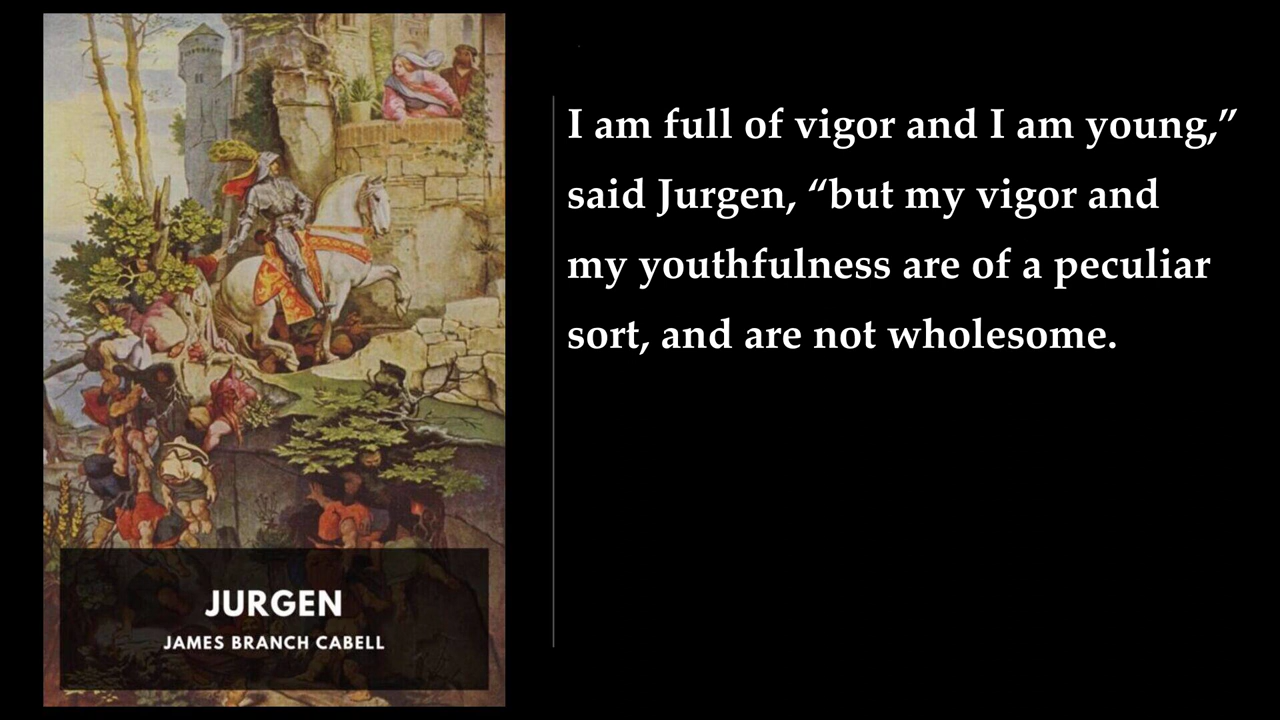 I am full of vigor and I am young,”
said Jurgen, “but my vigor and
my youthfulness are of a peculiar
sort, and are not wholesome.
JURGEN
JAMES BRANCH CABELL